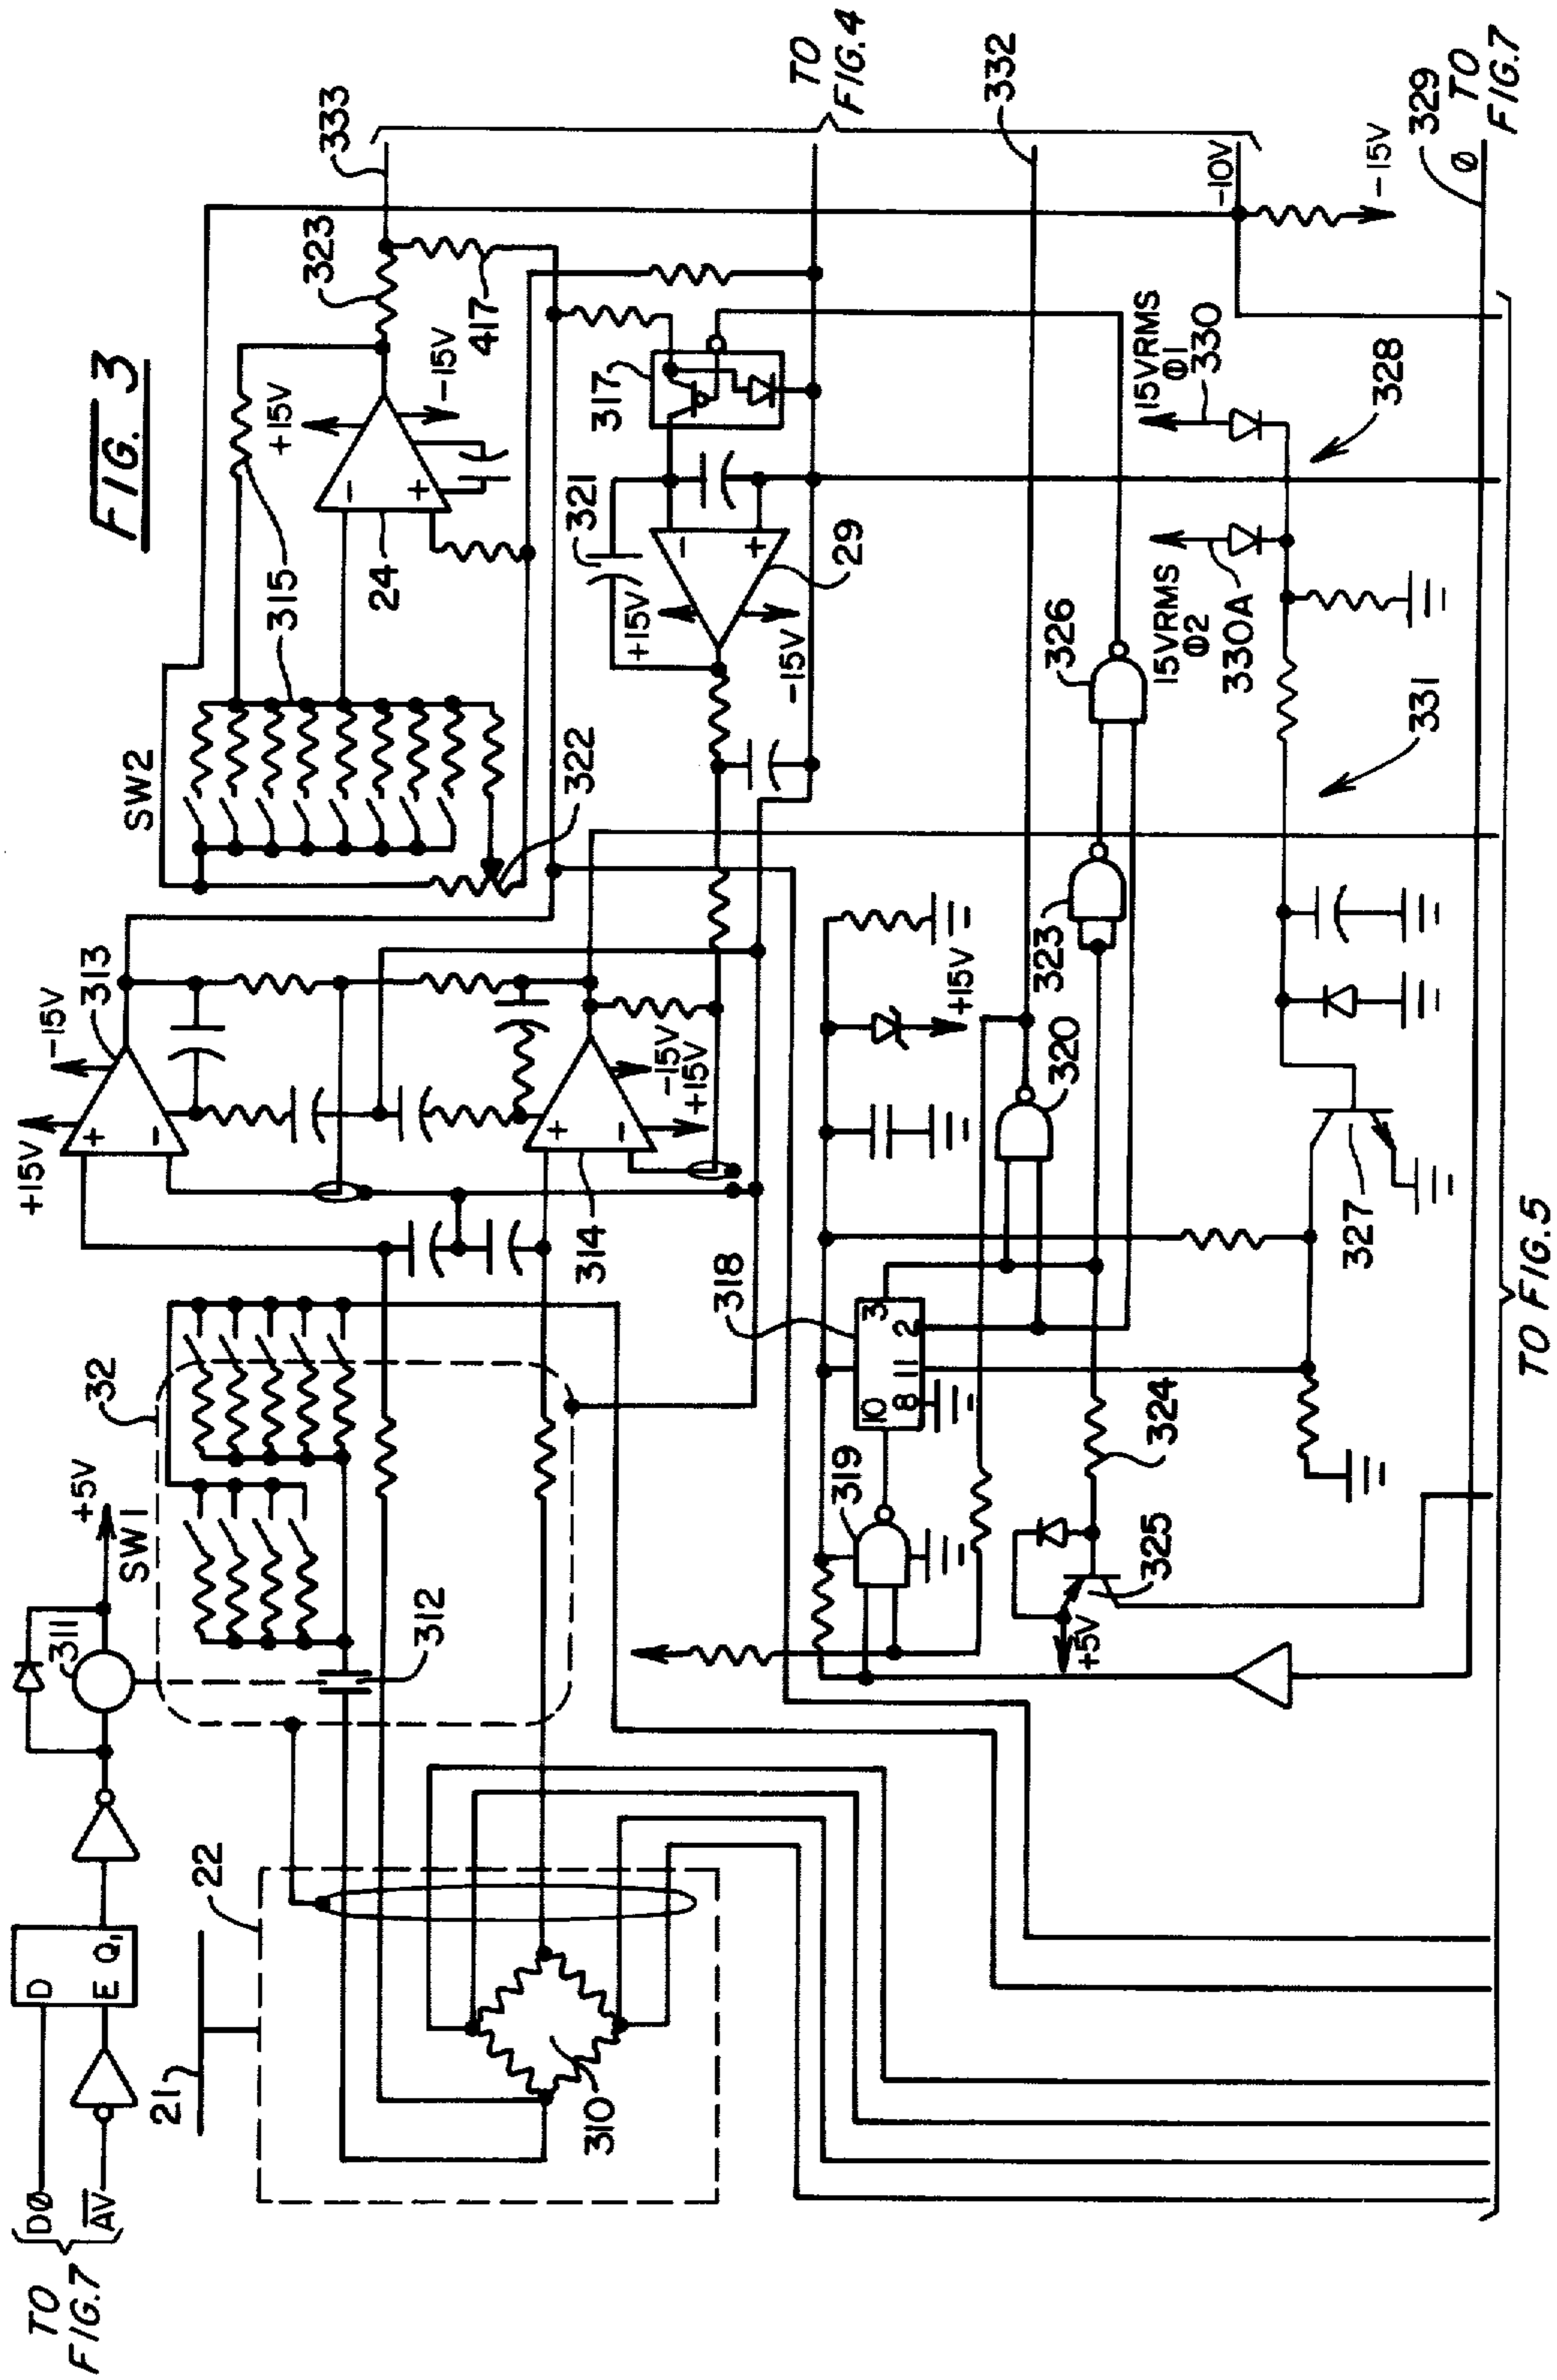 FIG. 3
TO
FIG.7
DØ
AV
D
E Q1
311
+5V
SW1
32
21
22
310
312
+15V
-15V
313
+
-
314
+
-
-15V
+15V
SW2
315
322
24
-
+
+15V
-15V
323
333
417
317
321
29
-
+
+15V
-15V
TO
FIG.4
332
-10V
-15V
318
10
3
8
11
2
319
320
+15V
323
326
324
325
+5V
327
331
328
15VRMS
Φ2
330A
15VRMS
Φ1
330
329
Ø
TO
FIG.7
TO FIG.5